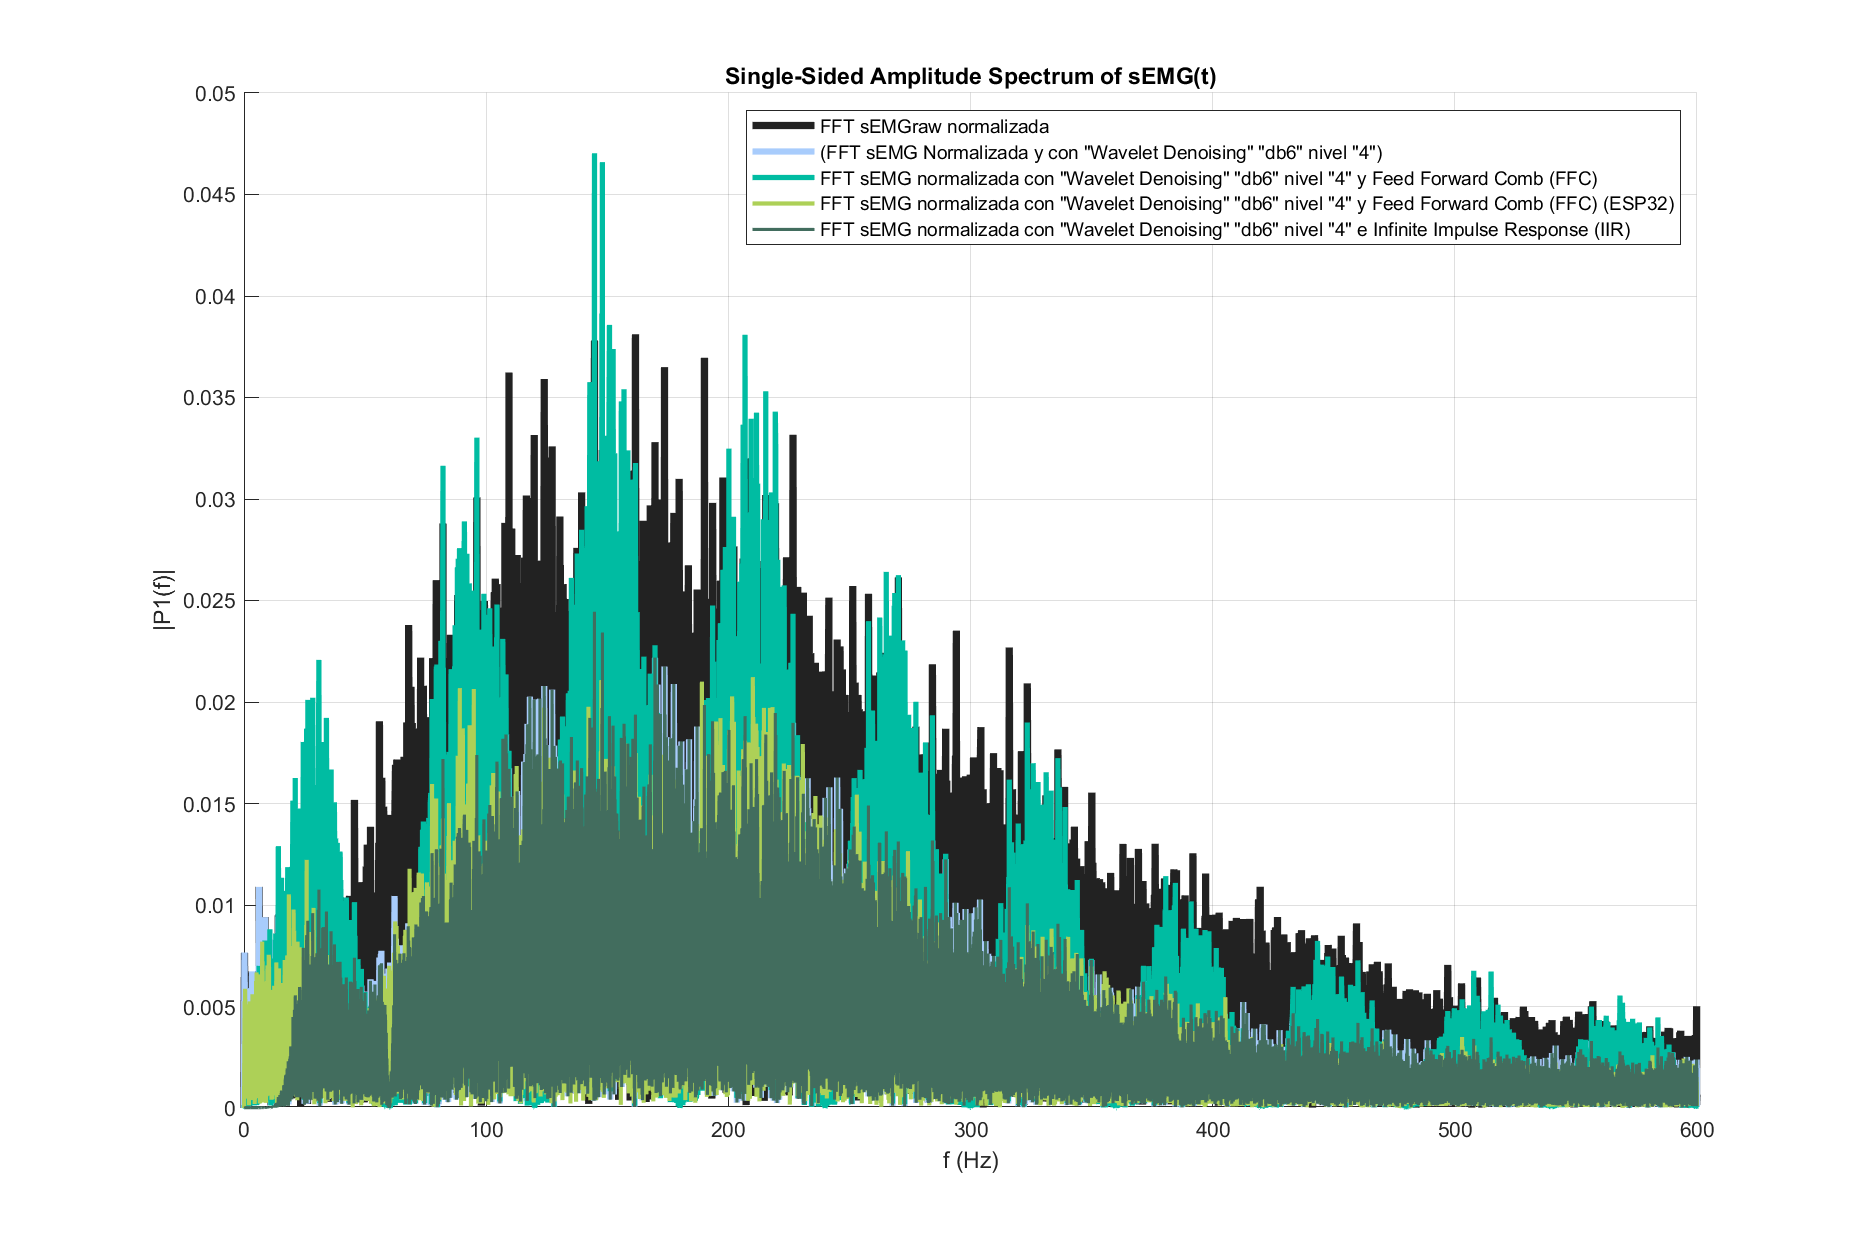 Single-Sided Amplitude Spectrum of sEMG(t)
FFT sEMGraw normalizada
(FFT sEMG Normalizada y con "Wavelet Denoising" "db6" nivel "4")
FFT sEMG normalizada con "Wavelet Denoising" "db6" nivel "4" y Feed Forward Comb (FFC)
FFT sEMG normalizada con "Wavelet Denoising" "db6" nivel "4" y Feed Forward Comb (FFC) (ESP32)
FFT sEMG normalizada con "Wavelet Denoising" "db6" nivel "4" e Infinite Impulse Response (IIR)
0.05
0.045
0.04
0.035
0.03
0.025
0.02
0.015
0.01
0.005
0
|P1(f)|
0 100 200 300 400 500 600
f (Hz)